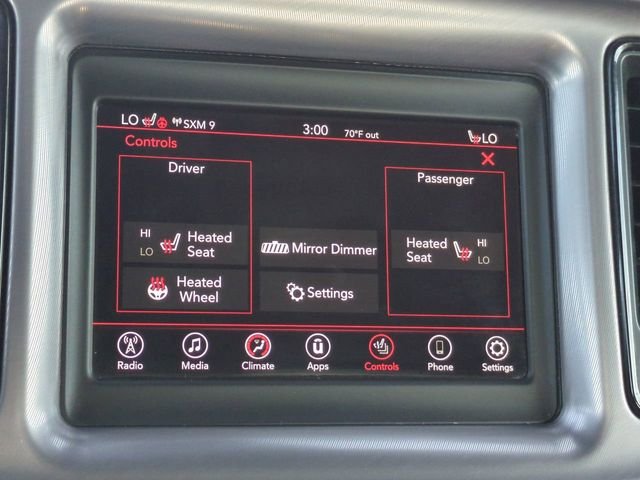 LO SXM 9 3:00 70°F out LO
Controls
Driver
Passenger
HI
LO
Heated
Seat
Heated
Wheel
Mirror Dimmer
Settings
Heated
Seat
HI
LO
Radio Media Climate Apps Controls Phone Settings